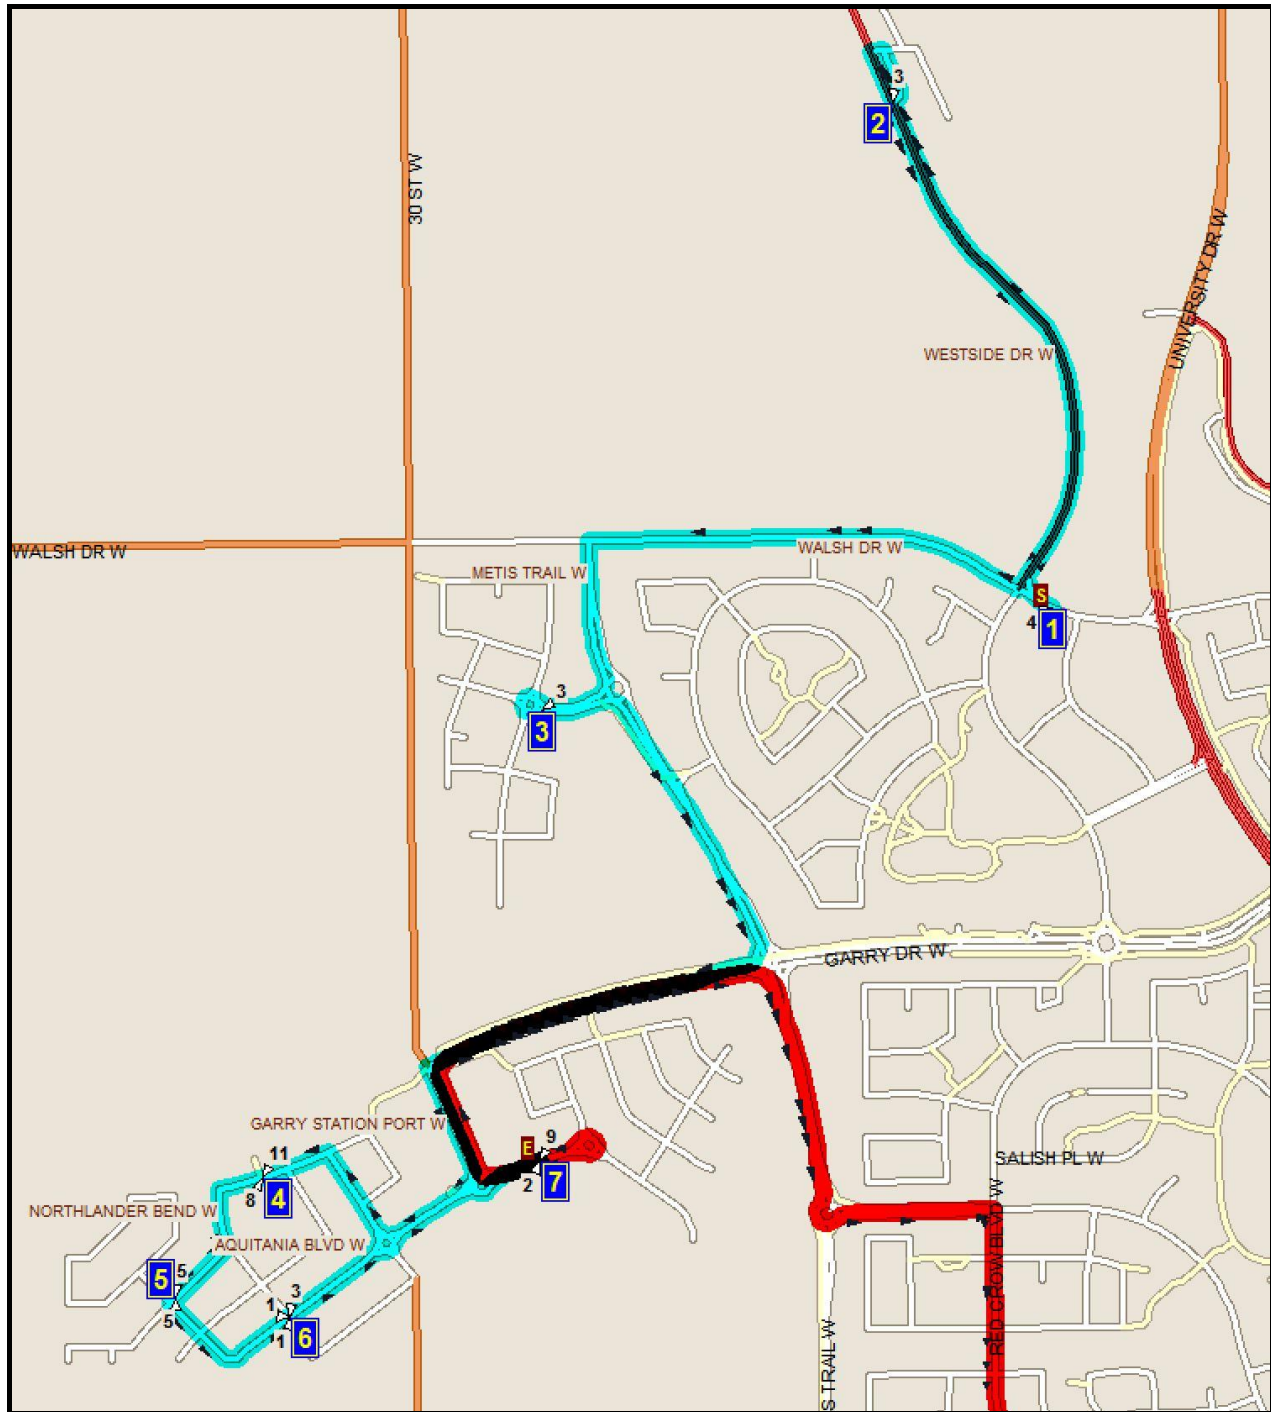 3
2
30 ST W
UNIVERSITY DR W
WESTSIDE DR W
WALSH DR W
WALSH DR W
METIS TRAIL W
S
4
1
3
3
GARRY DR W
GARRY STATION PORT W
E
9
7
2
11
4
8
SALISH PL W
NORTHLANDER BEND W
AQUITANIA BLVD W
5
5
5
3
1
1
6
RED CROW BLVD W
S TRAIL W